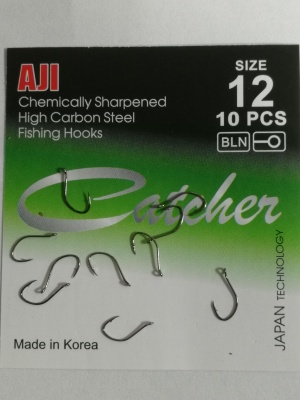 AJI
Chemically Sharpened
High Carbon Steel
Fishing Hooks
SIZE
12
10 PCS
BLN
Catcher
JAPAN TECHNOLOGY
Made in Korea